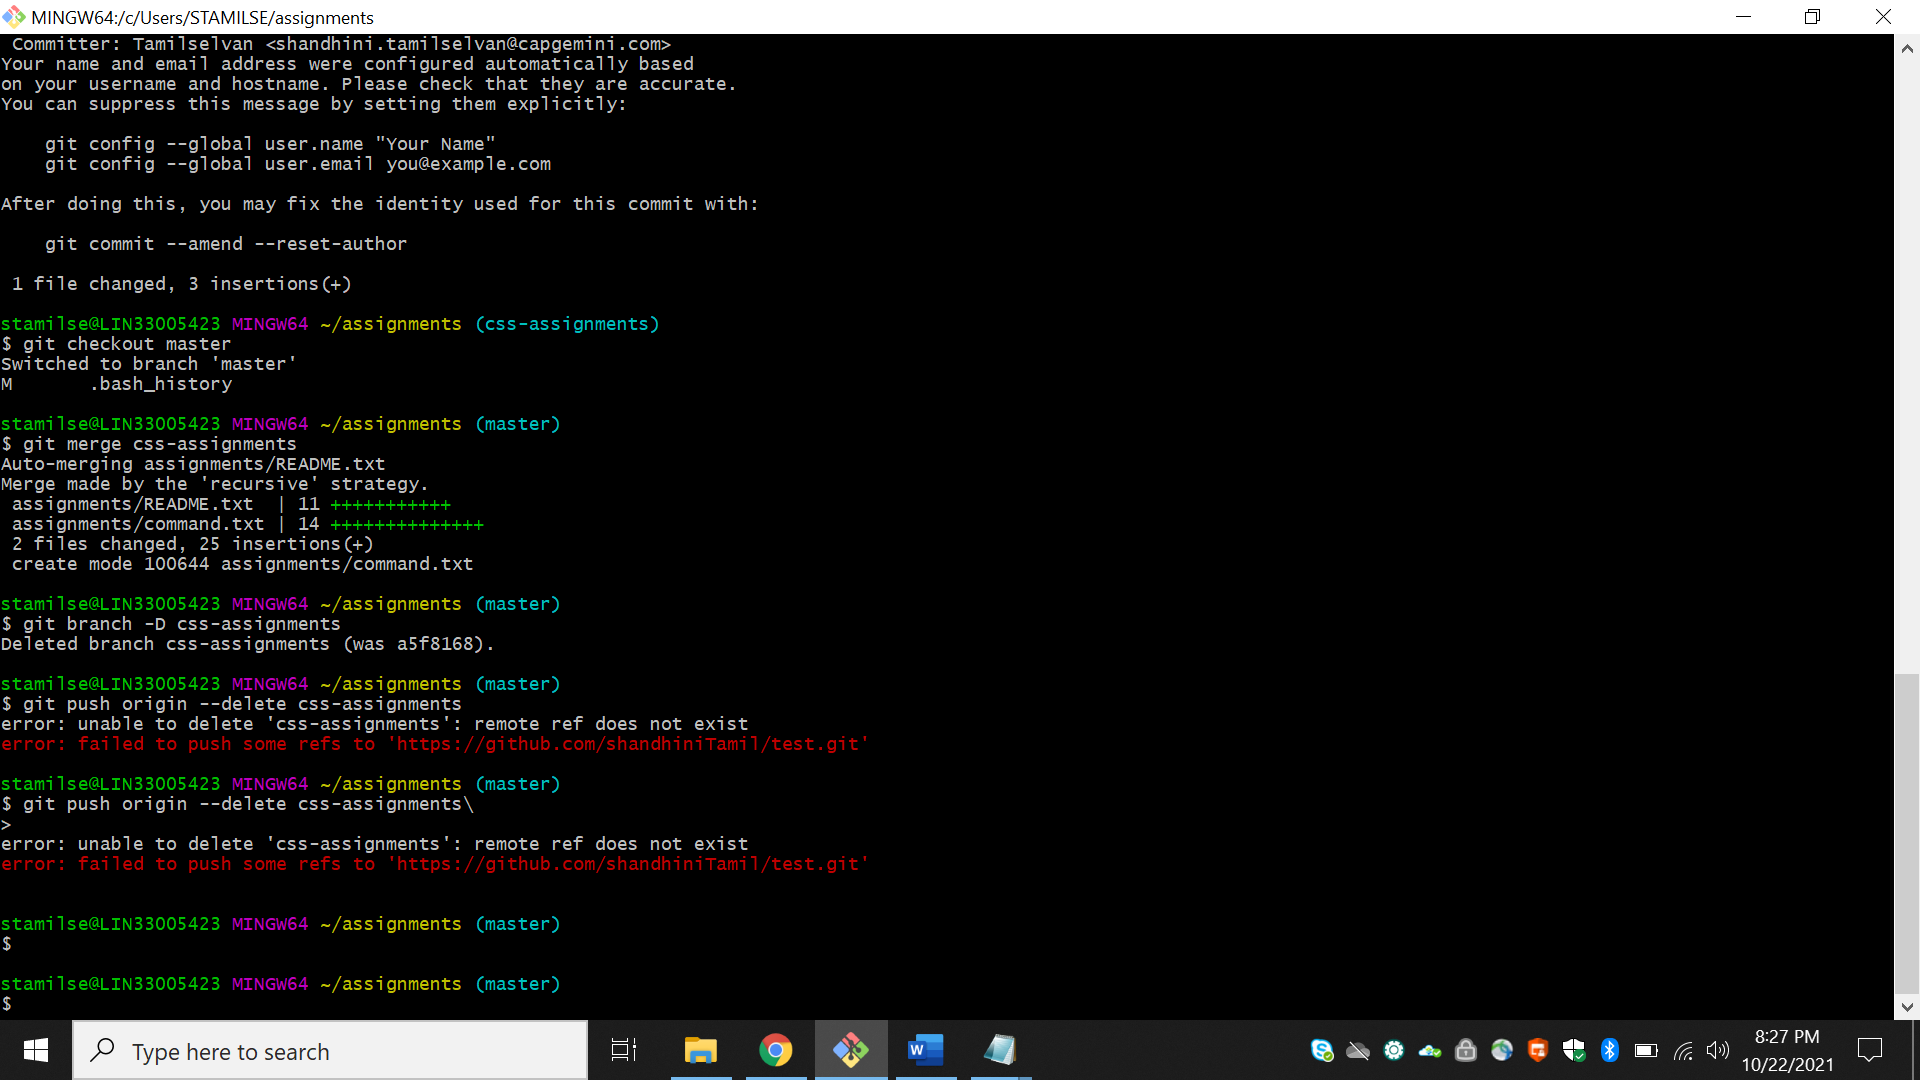 MINGW64:/c/Users/STAMILSE/assignments
 Committer: Tamilselvan <shandhini.tamilselvan@capgemini.com>
Your name and email address were configured automatically based
on your username and hostname. Please check that they are accurate.
You can suppress this message by setting them explicitly:
    git config --global user.name "Your Name"
    git config --global user.email you@example.com
After doing this, you may fix the identity used for this commit with:
    git commit --amend --reset-author
 1 file changed, 3 insertions(+)
stamilse@LIN33005423 MINGW64 ~/assignments (css-assignments)
$ git checkout master
Switched to branch 'master'
M       .bash_history
stamilse@LIN33005423 MINGW64 ~/assignments (master)
$ git merge css-assignments
Auto-merging assignments/README.txt
Merge made by the 'recursive' strategy.
 assignments/README.txt  | 11 +++++++++++
 assignments/command.txt | 14 ++++++++++++++
 2 files changed, 25 insertions(+)
 create mode 100644 assignments/command.txt
stamilse@LIN33005423 MINGW64 ~/assignments (master)
$ git branch -D css-assignments
Deleted branch css-assignments (was a5f8168).
stamilse@LIN33005423 MINGW64 ~/assignments (master)
$ git push origin --delete css-assignments
error: unable to delete 'css-assignments': remote ref does not exist
error: failed to push some refs to 'https://github.com/shandhiniTamil/test.git'
stamilse@LIN33005423 MINGW64 ~/assignments (master)
$ git push origin --delete css-assignments\
>
error: unable to delete 'css-assignments': remote ref does not exist
error: failed to push some refs to 'https://github.com/shandhiniTamil/test.git'
stamilse@LIN33005423 MINGW64 ~/assignments (master)
$
stamilse@LIN33005423 MINGW64 ~/assignments (master)
$
Type here to search
8:27 PM
10/22/2021